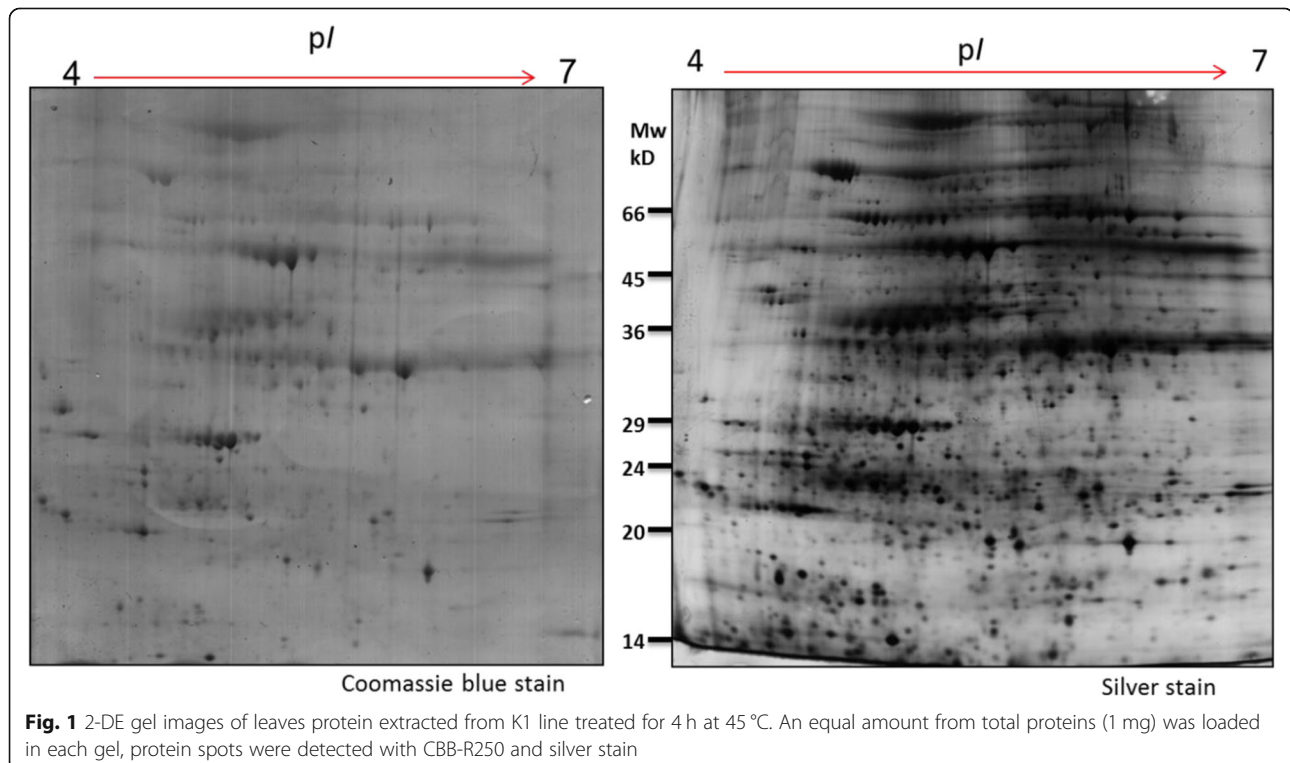 pI
4
7
Coomassie blue stain
4
pI
7
Mw
kD
66
45
36
29
24
20
14
Silver stain
Fig. 1 2-DE gel images of leaves protein extracted from K1 line treated for 4 h at 45 °C. An equal amount from total proteins (1 mg) was loaded
in each gel, protein spots were detected with CBB-R250 and silver stain